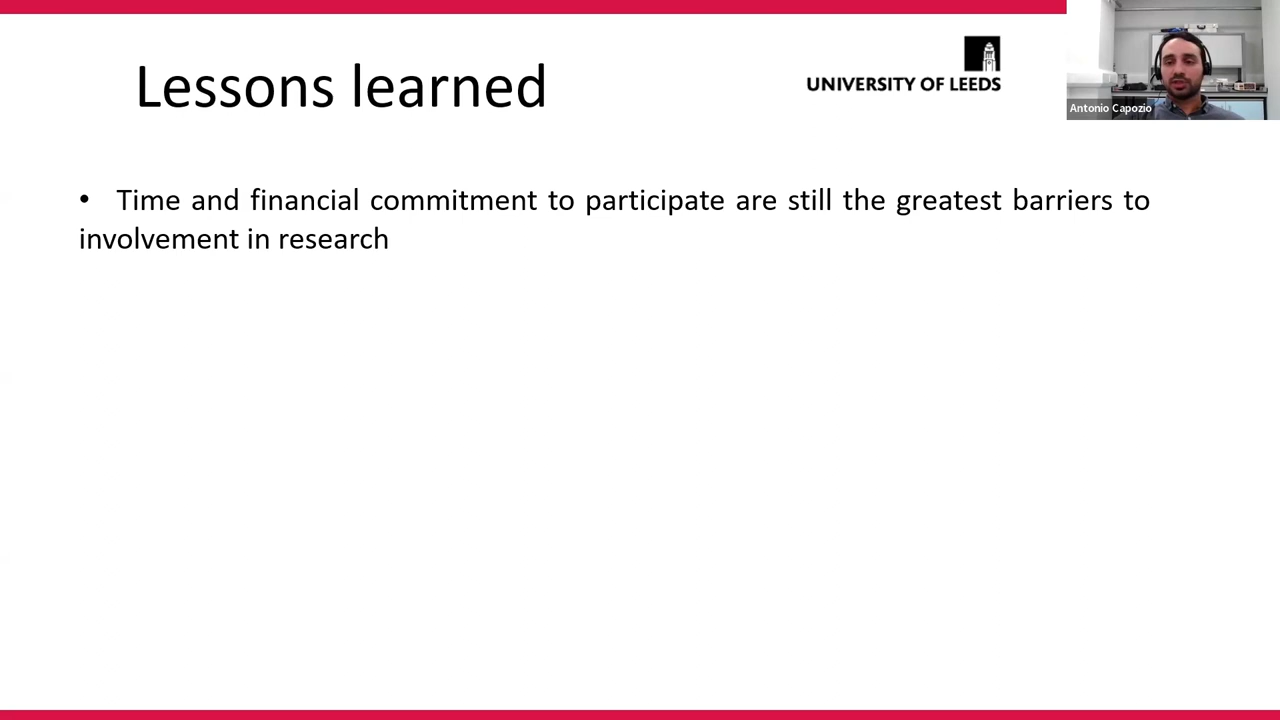 Lessons learned
UNIVERSITY OF LEEDS
Antonio Capozio
• Time and financial commitment to participate are still the greatest barriers to
involvement in research